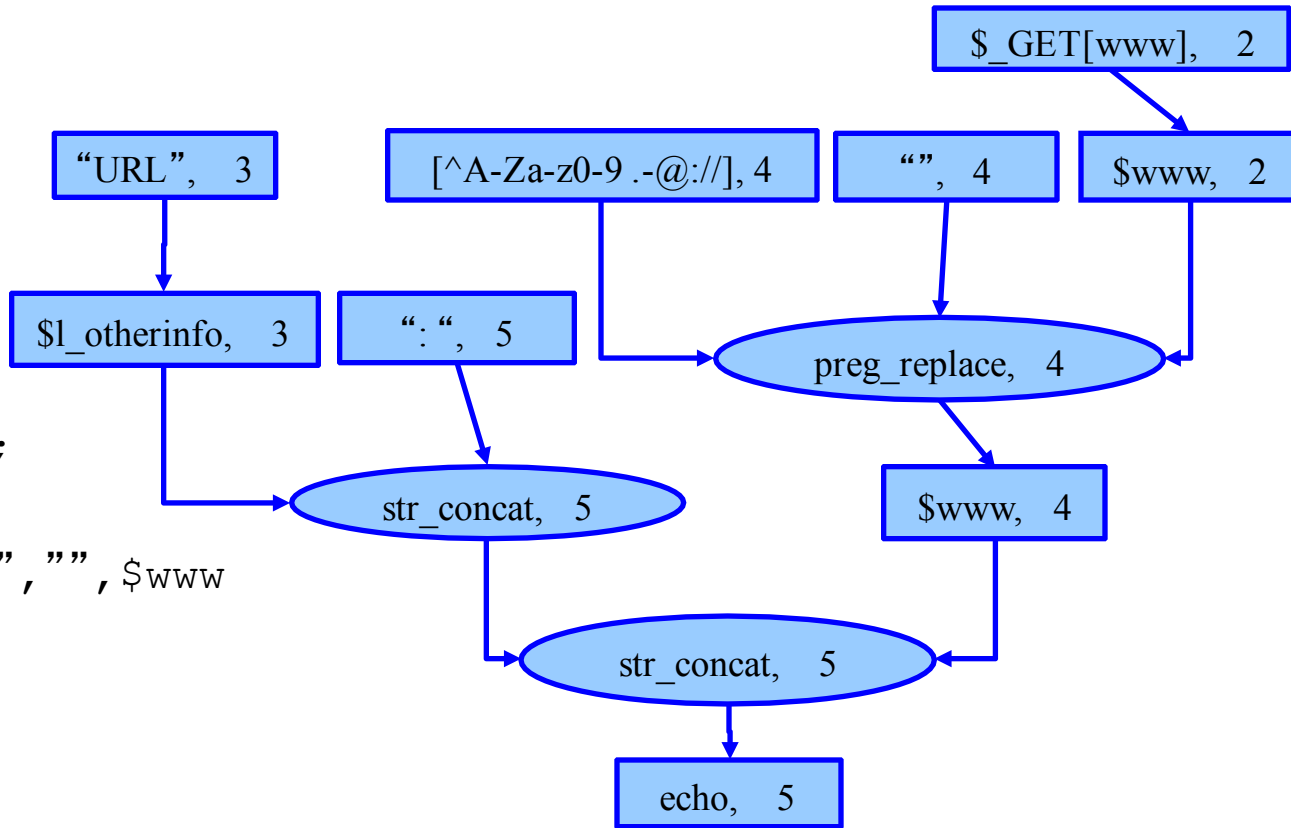 $_GET[www], 2
“URL”, 3
[^A-Za-z0-9 .-@://], 4
“”, 4
$www, 2
$l_otherinfo, 3
“: “, 5
preg_replace, 4
;
str_concat, 5
$www, 4
”,””,$www
str_concat, 5
echo, 5